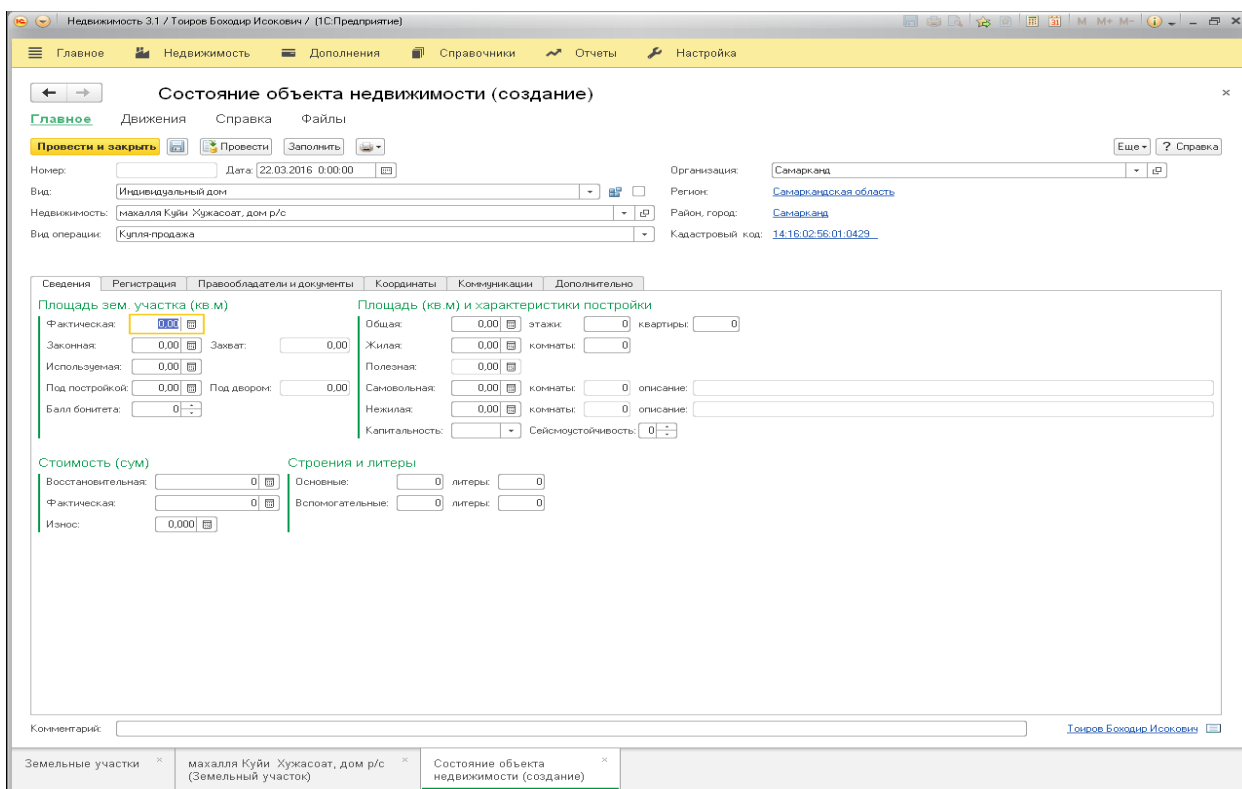 Недвижимость 3.1 / Тоиров Боходир Исокович / (1С:Предприятие)
M M+ M-
Главное Недвижимость Дополнения Справочники Отчеты Настройка
Состояние объекта недвижимости (создание)
Главное Движения Справка Файлы
Провести и закрыть Провести Заполнить Еще ? Справка
Номер: Дата: 22.03.2016 0:00:00 Организация: Самарканд
Вид: Индивидуальный дом Регион: Самаркандская область
Недвижимость: махалля Куйи Хужасоат, дом р/с Район, город: Самарканд
Вид операции: Купля-продажа Кадастровый код: 14:16:02:56:01:0429
Сведения Регистрация Правообладатели и документы Координаты Коммуникации Дополнительно
Площадь зем. участка (кв.м) Площадь (кв.м) и характеристики постройки
Фактическая: 0,00 Общая: 0,00 этажи: 0 квартиры: 0
Законная: 0,00 Захват: 0,00 Жилая: 0,00 комнаты: 0
Используемая: 0,00 Полезная: 0,00
Под постройкой: 0,00 Под двором: 0,00 Самовольная: 0,00 комнаты: 0 описание:
Балл бонитета: 0 Нежилая: 0,00 комнаты: 0 описание:
Капитальность: Сейсмоустойчивость: 0
Стоимость (сум) Строения и литеры
Восстановительная: 0 Основные: 0 литеры: 0
Фактическая: 0 Вспомогательные: 0 литеры: 0
Износ: 0,000
Комментарий: Тоиров Боходир Исокович
Земельные участки махалля Куйи Хужасоат, дом р/с Состояние объекта
(Земельный участок) недвижимости (создание)